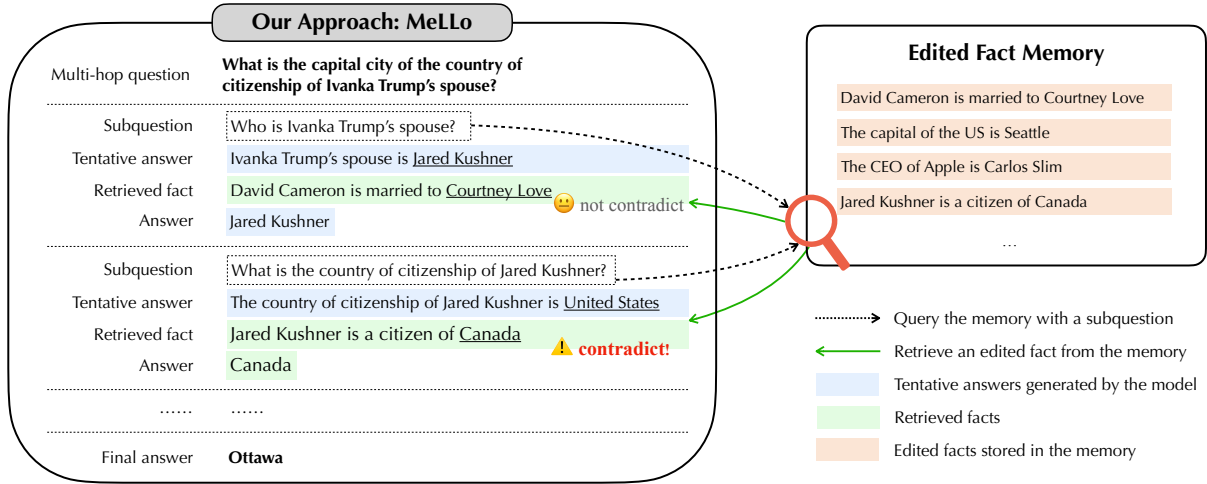 Our Approach: MeLLo
Multi-hop question
What is the capital city of the country of
citizenship of Ivanka Trump's spouse?
Subquestion
Who is Ivanka Trump's spouse?
Tentative answer
Ivanka Trump's spouse is Jared Kushner
Retrieved fact
David Cameron is married to Courtney Love
not contradict
Answer
Jared Kushner
Subquestion
What is the country of citizenship of Jared Kushner?
Tentative answer
The country of citizenship of Jared Kushner is United States
Retrieved fact
Jared Kushner is a citizen of Canada
contradict!
Answer
Canada
......
......
Final answer
Ottawa
Edited Fact Memory
David Cameron is married to Courtney Love
The capital of the US is Seattle
The CEO of Apple is Carlos Slim
Jared Kushner is a citizen of Canada
...
Query the memory with a subquestion
Retrieve an edited fact from the memory
Tentative answers generated by the model
Retrieved facts
Edited facts stored in the memory